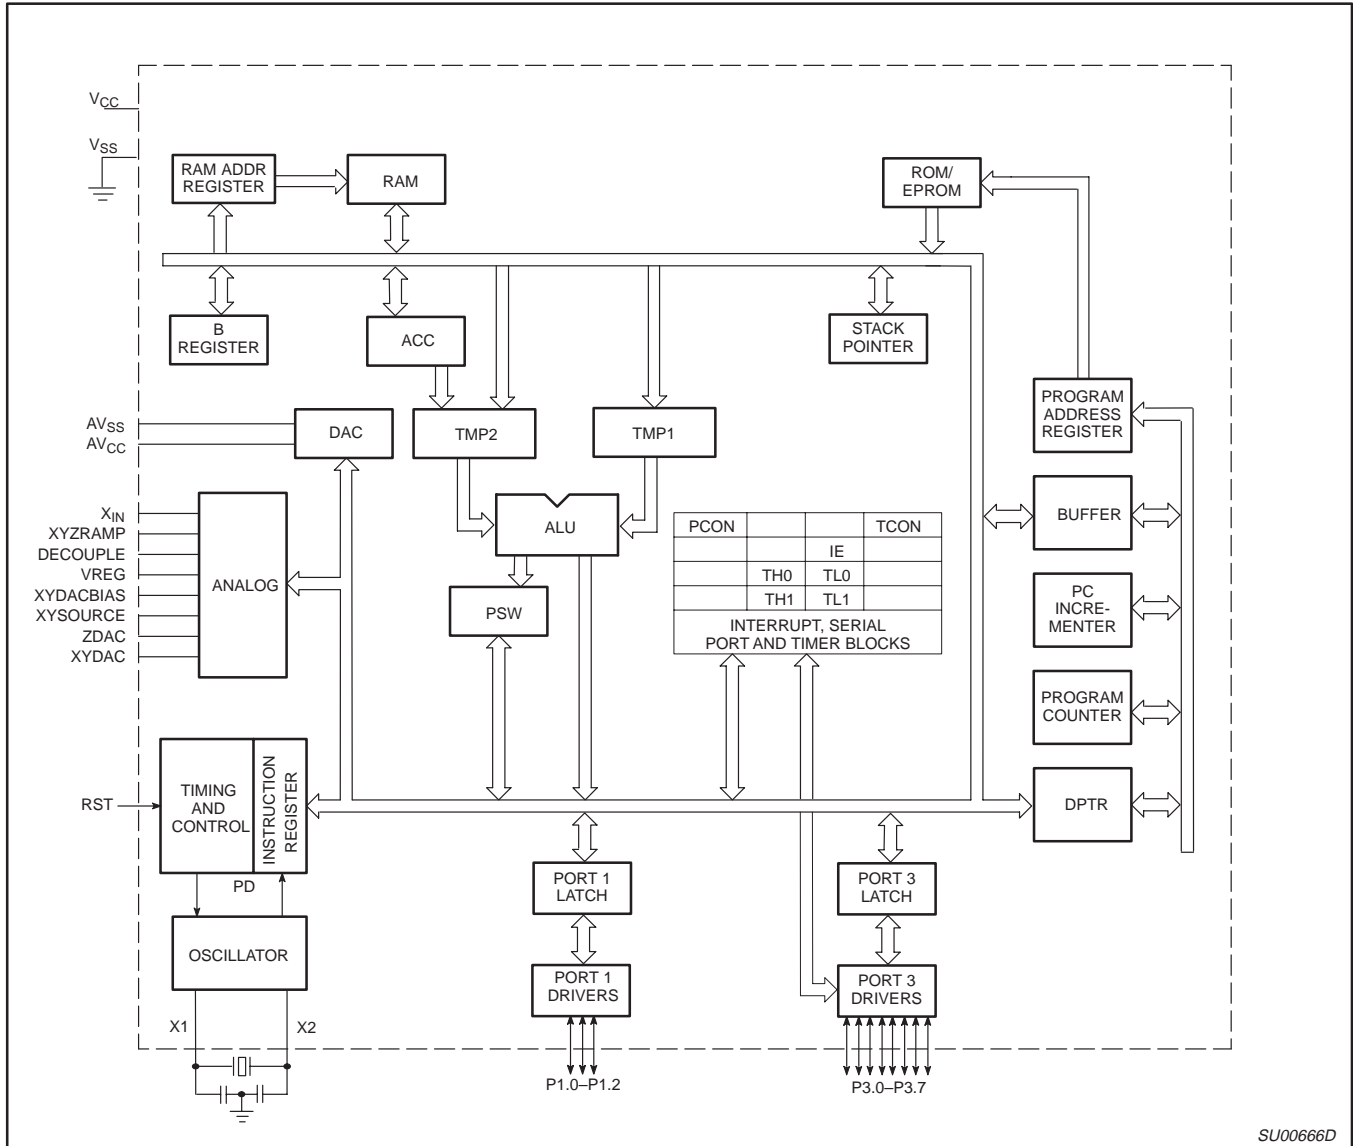 VCC
VSS
RAM ADDR
REGISTER
RAM
ROM/
EPROM
B
REGISTER
ACC
STACK
POINTER
PROGRAM
ADDRESS
REGISTER
AVSS
AVCC
DAC
TMP2
TMP1
XIN
XYZRAMP
DECOUPLE
VREG
XYDACBIAS
XYSOURCE
ZDAC
XYDAC
ANALOG
ALU
PSW
PCON TCON
IE
TH0 TL0
TH1 TL1
INTERRUPT, SERIAL
PORT AND TIMER BLOCKS
BUFFER
PC
INCRE-
MENTER
PROGRAM
COUNTER
DPTR
RST
TIMING
AND
CONTROL
INSTRUCTION
REGISTER
PD
OSCILLATOR
X1
X2
PORT 1
LATCH
PORT 3
LATCH
PORT 1
DRIVERS
PORT 3
DRIVERS
P1.0–P1.2
P3.0–P3.7
SU00666D